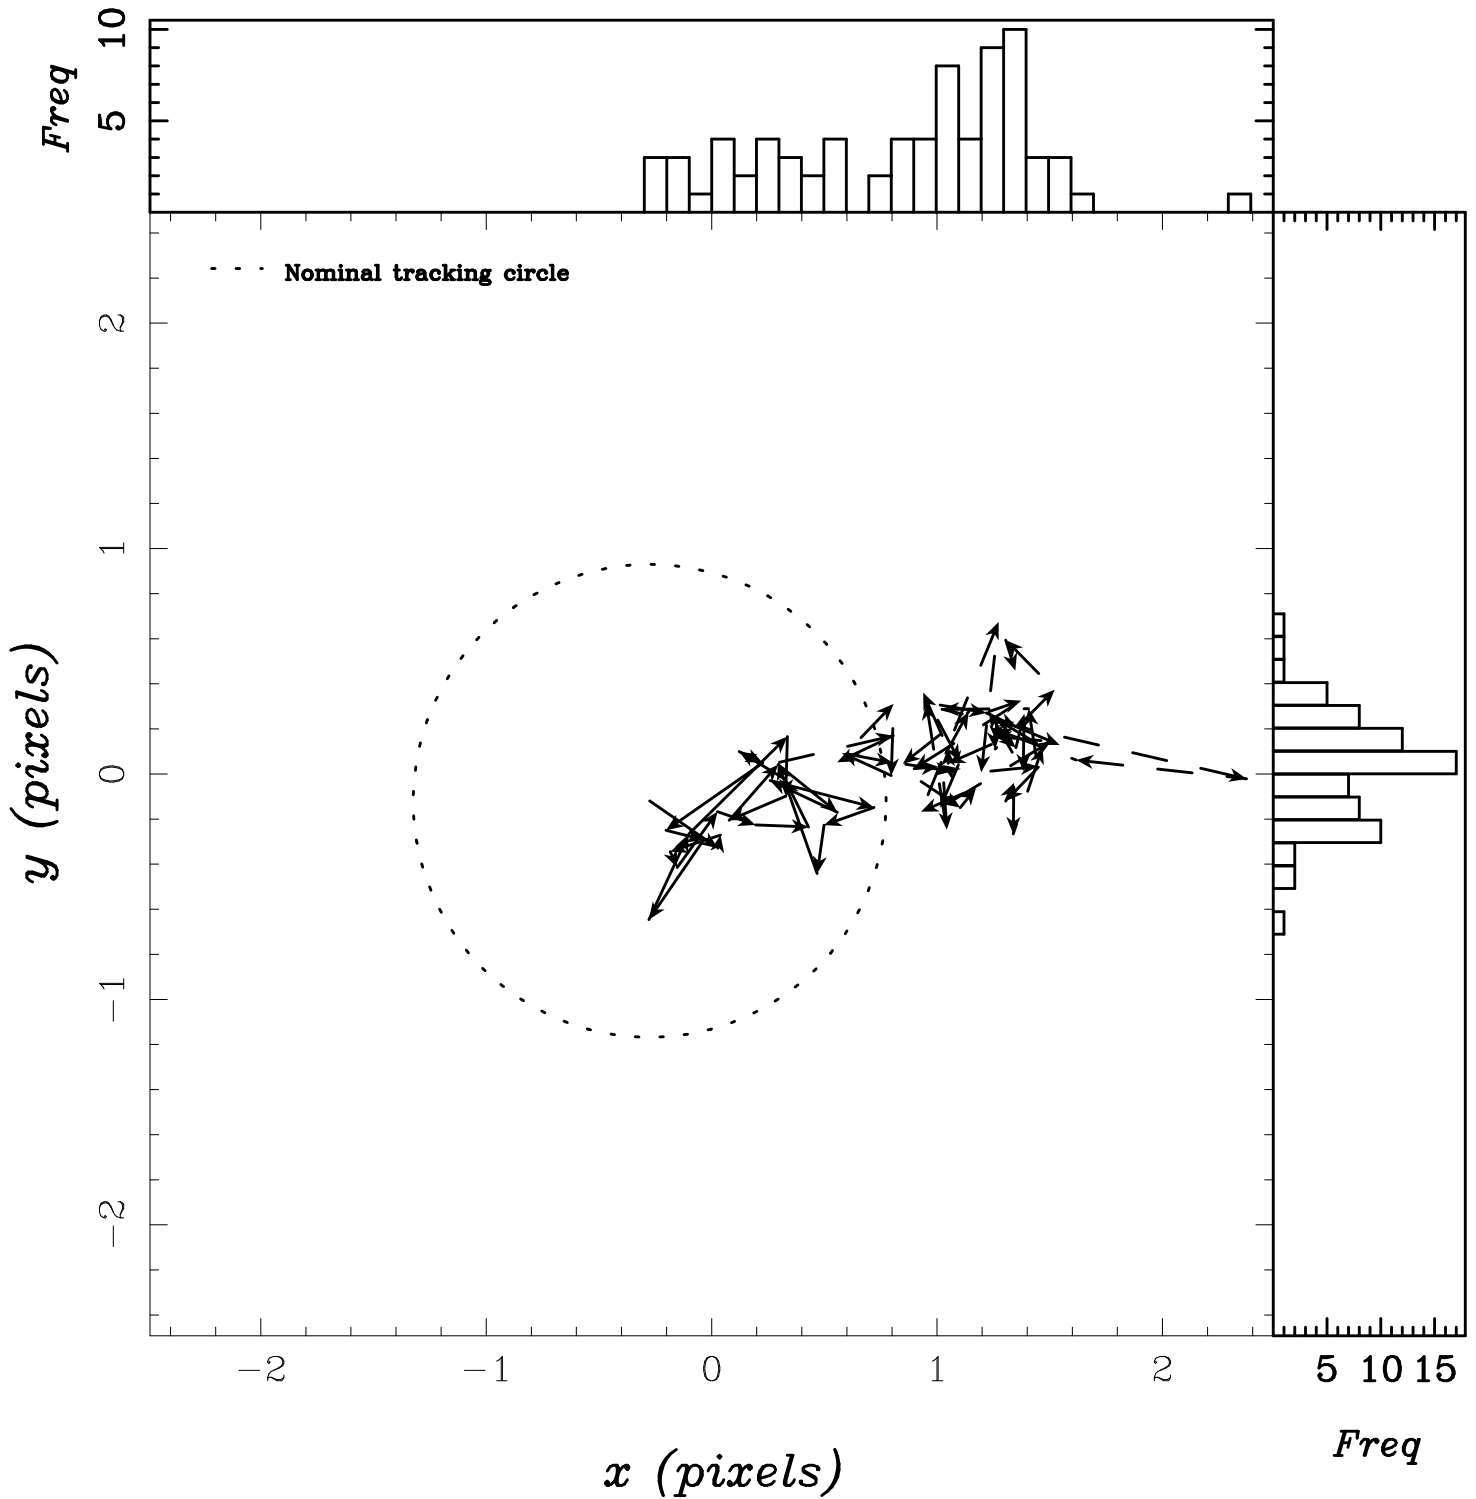 10
5
Freq
Nominal tracking circle
2
1
0
−1
−2
y (pixels)
−2 −1 0 1 2
x (pixels)
5 10 15
Freq